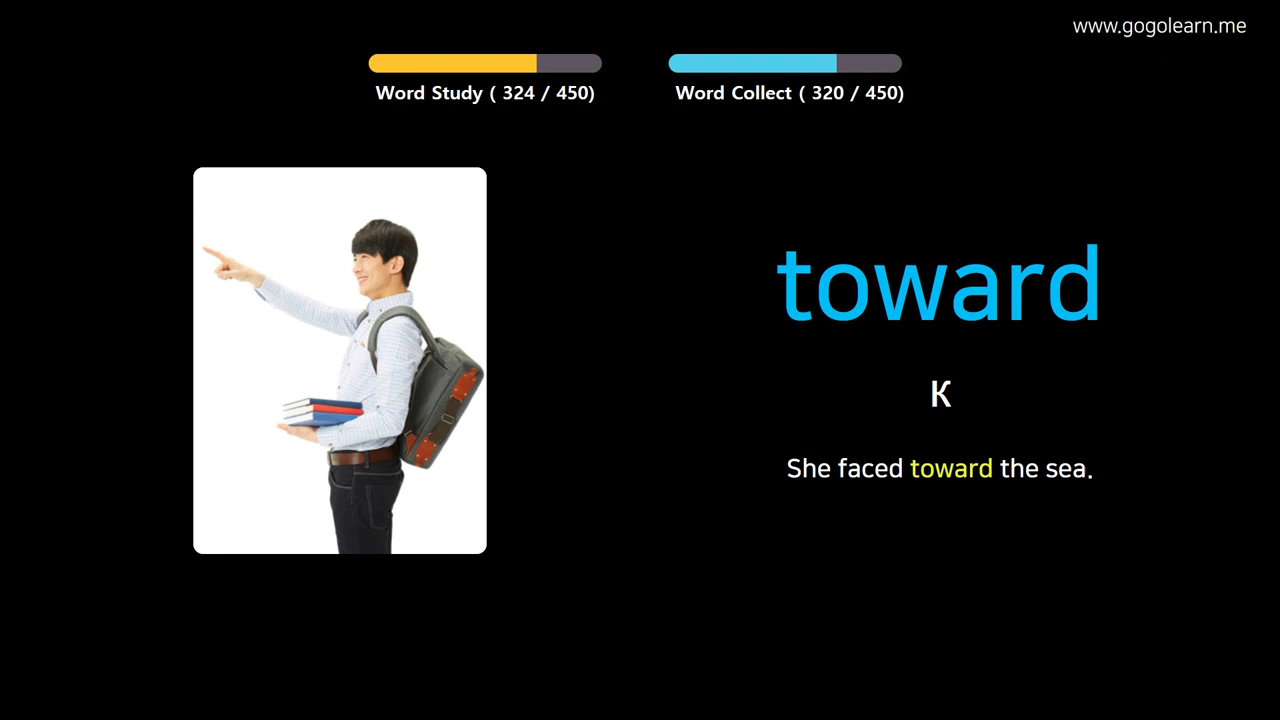 www.gogolearn.me
Word Study ( 324 / 450)
Word Collect ( 320 / 450)
toward
к
She faced toward the sea.